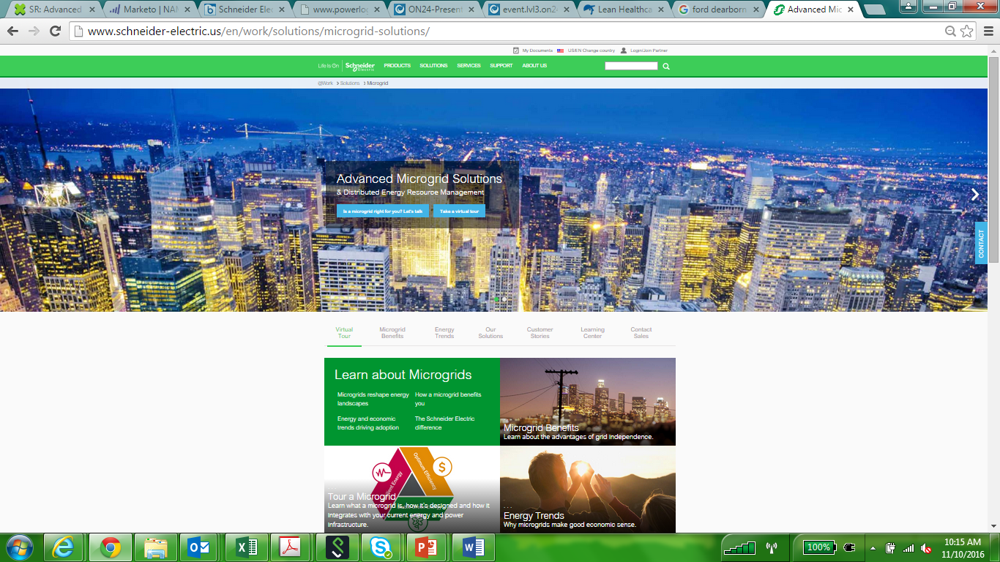 SR: Advanced
Marketo | NAM
Schneider Ele
www.powerlog
ON24-Present
event.lvl3.on2
Lean Healthca
ford dearborn
Advanced Mic
www.schneider-electric.us/en/work/solutions/microgrid-solutions/
My Documents US/EN Change country Login/Join Partner
Life Is On Schneider Electric PRODUCTS SOLUTIONS SERVICES SUPPORT ABOUT US
@Work > Solutions > Microgrid
Advanced Microgrid Solutions
& Distributed Energy Resource Management
Is a microgrid right for you? Let's talk Take a virtual tour
CONTACT
Virtual Tour
Microgrid Benefits
Energy Trends
Our Solutions
Customer Stories
Learning Center
Contact Sales
Learn about Microgrids
Microgrids reshape energy
landscapes
How a microgrid benefits
you
Energy and economic
trends driving adoption
The Schneider Electric
difference
Microgrid Benefits
Learn about the advantages of grid independence.
Optimum Efficiency
Energy
$
Tour a Microgrid
Learn what a microgrid is, how it's designed and how it
integrates with your current energy and power
infrastructure.
. . .
Energy Trends
Why microgrids make good economic sense.
100%
10:15 AM
11/10/2016